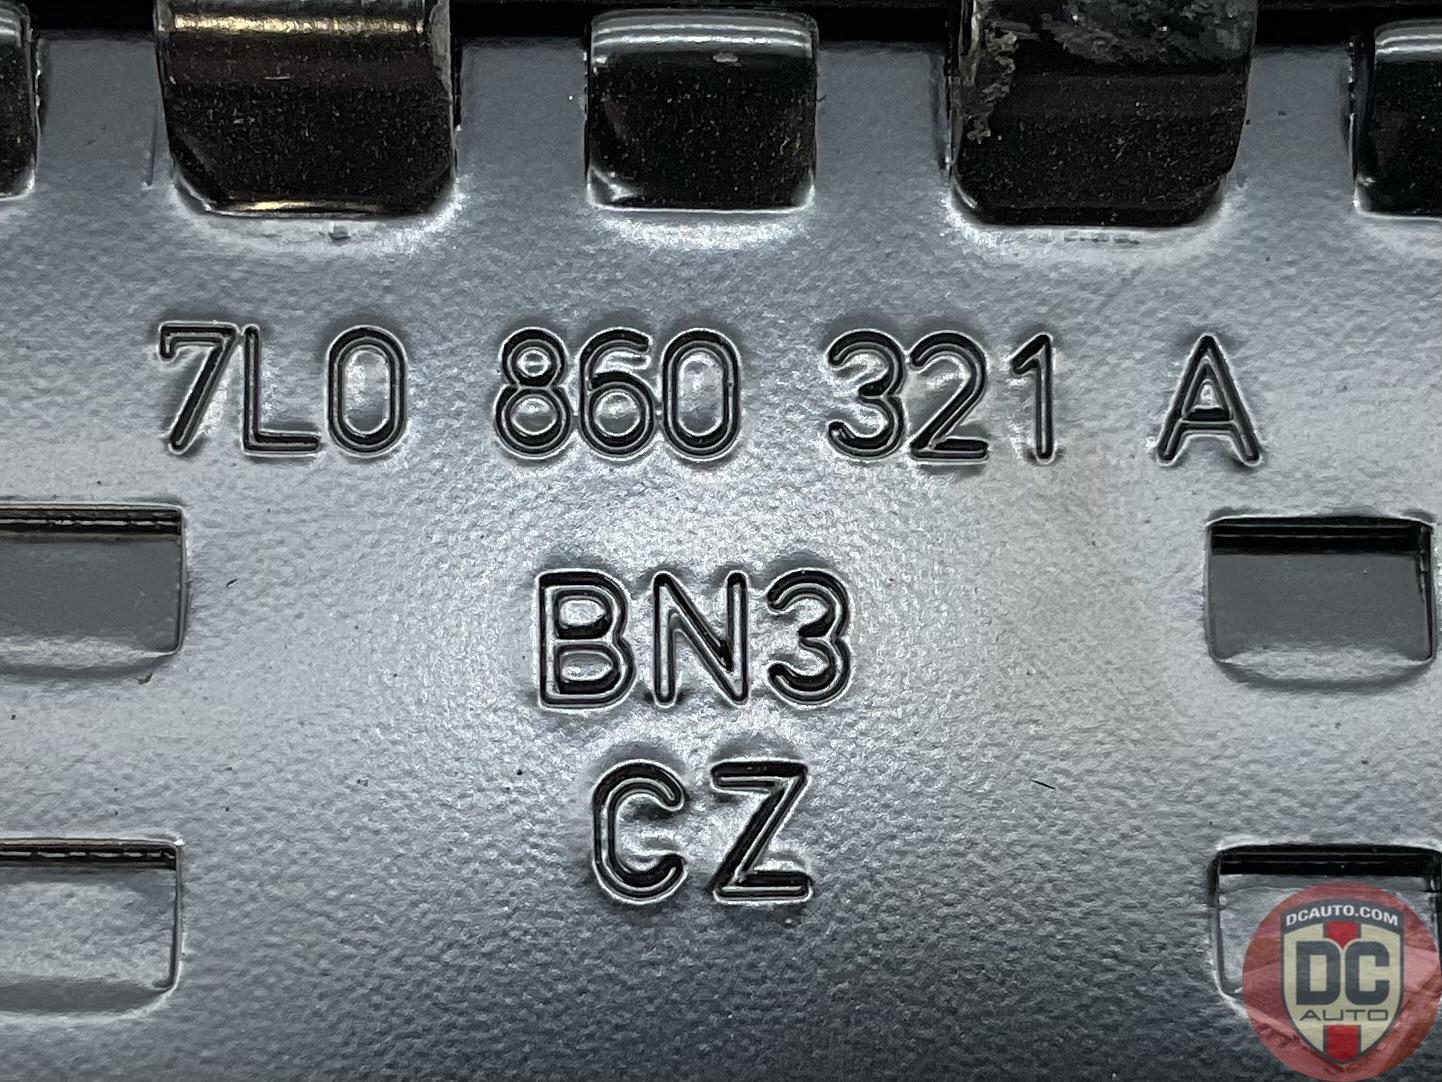 7L0 860 321 A
BN3
CZ
DCAUTO.COM
DC
AUTO